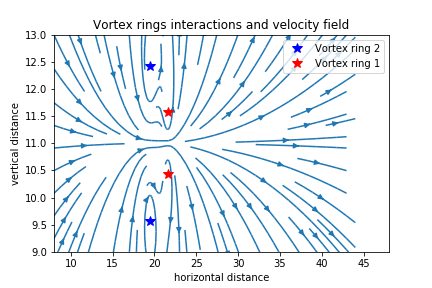 Vortex rings interactions and velocity field
Vortex ring 2
Vortex ring 1
vertical distance
13.0
12.5
12.0
11.5
11.0
10.5
10.0
9.5
9.0
10 15 20 25 30 35 40 45
horizontal distance